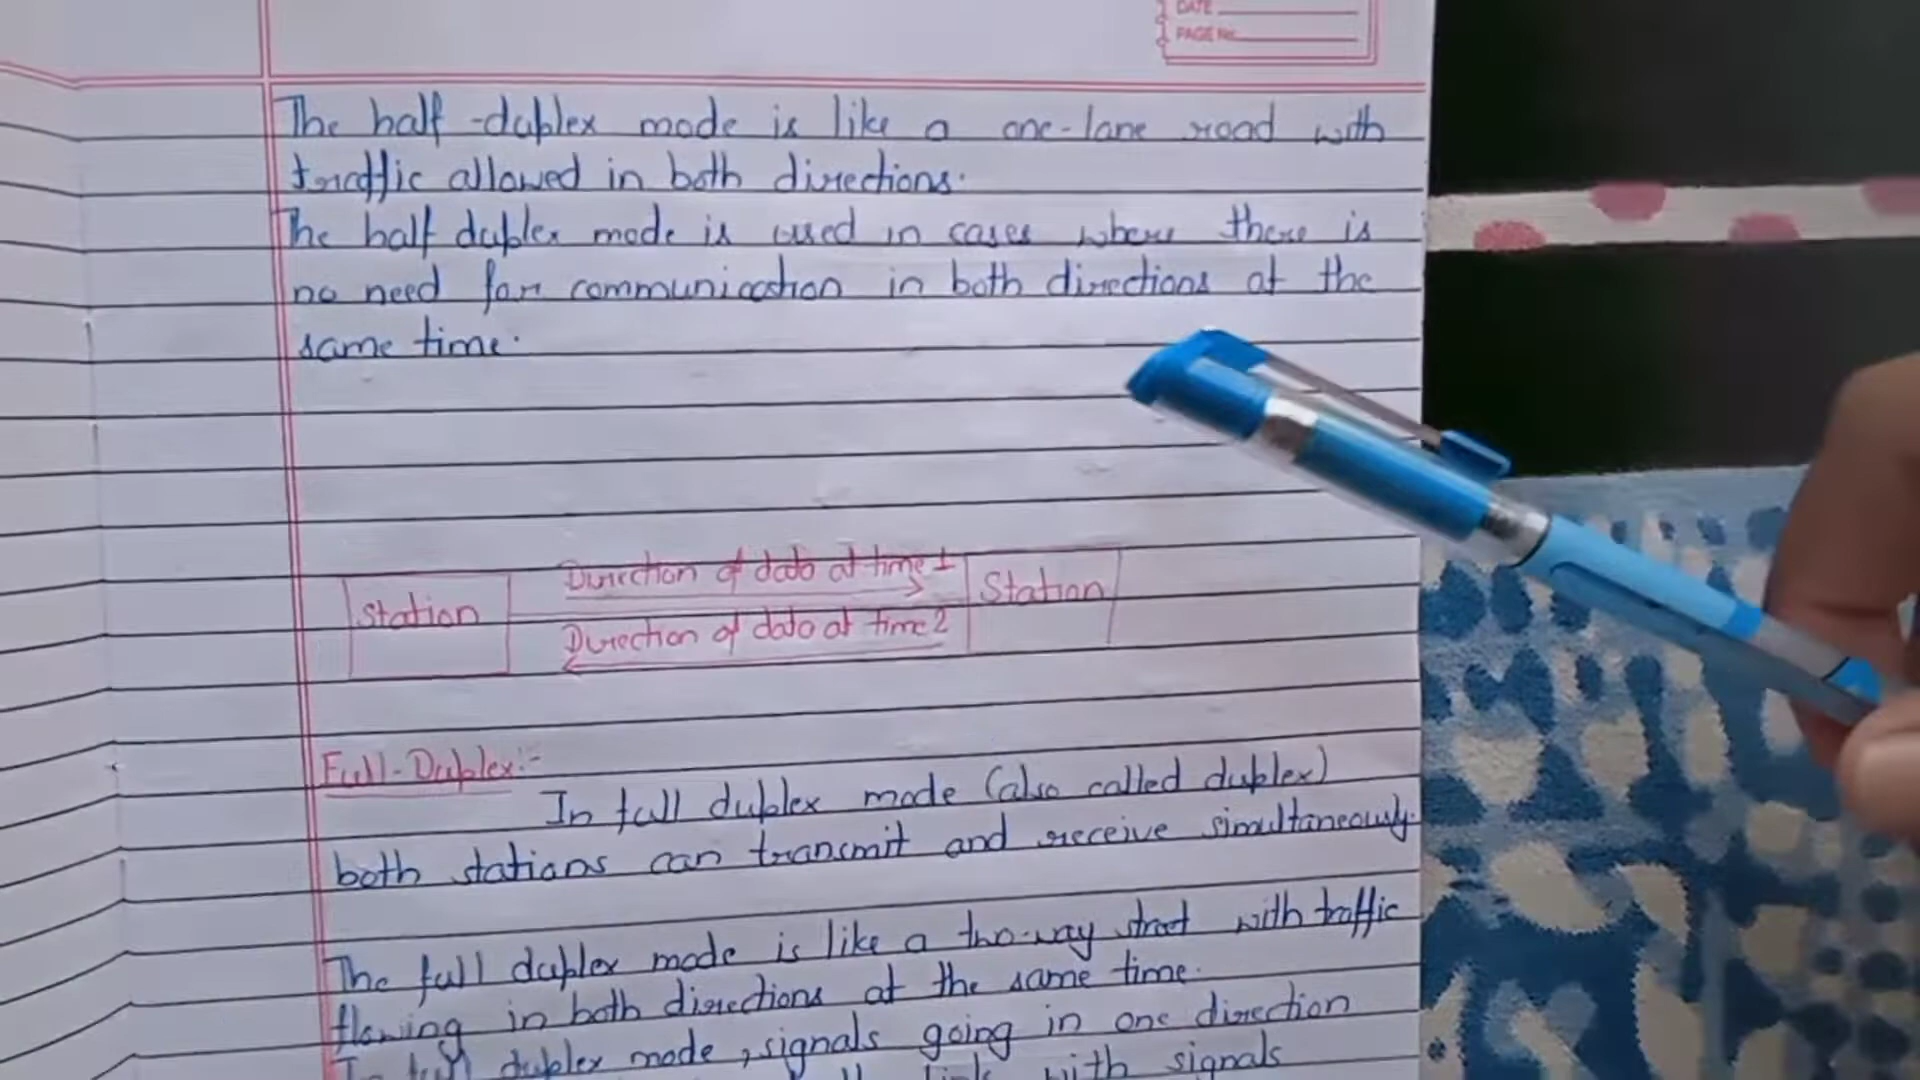 DATE
PAGE No.
The half-duplex mode is like a one-lane road with
traffic allowed in both directions.
The half duplex mode is used in cases where there is
no need for communication in both directions at the
same time.
Direction of data at time 1
Station
Station
Direction of data at time 2
Full-Duplex:-
In full duplex mode (also called duplex)
both stations can transmit and receive simultaneously.
The full duplex mode is like a two-way street with traffic
flowing in both directions at the same time.
In full duplex mode, signals going in one direction
with signals